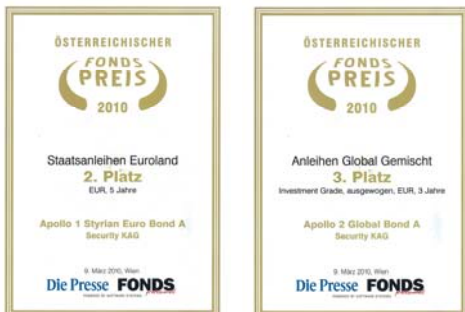 ÖSTERREICHISCHER
FONDS
PREIS
2010
Staatsanleihen Euroland
2. Platz
EUR, 5 Jahre
Apollo 1 Styrian Euro Bond A
Security KAG
9. März 2010, Wien
Die Presse FONDS
ÖSTERREICHISCHER
FONDS
PREIS
2010
Anleihen Global Gemischt
3. Platz
Investment Grade, ausgewogen, EUR, 3 Jahre
Apollo 2 Global Bond A
Security KAG
9. März 2010, Wien
Die Presse FONDS